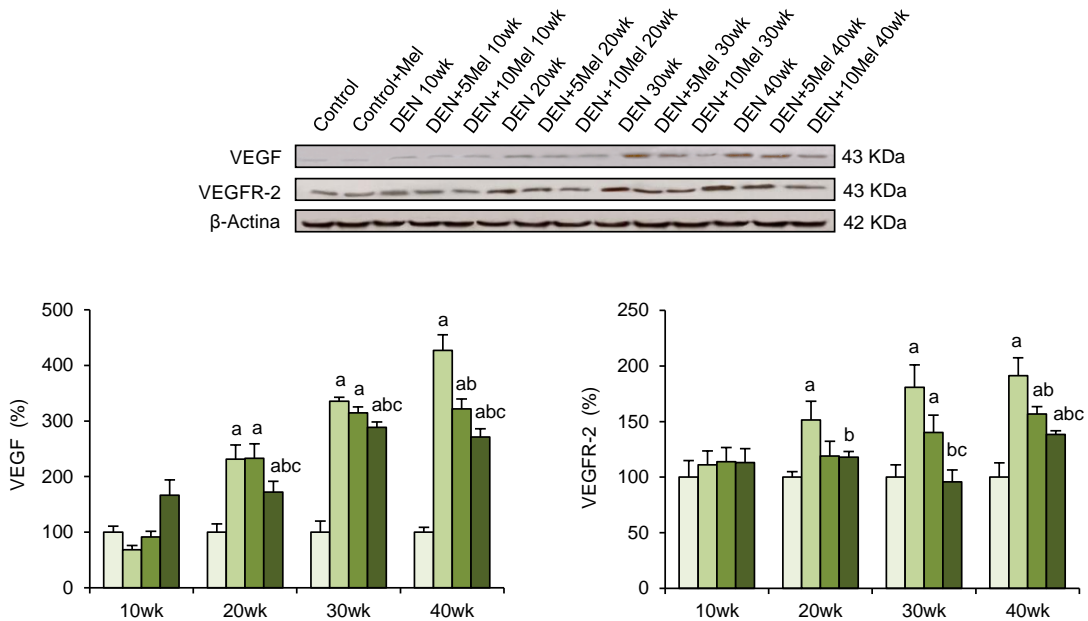 Control
Control+Mel
DEN 10wk
DEN+5Mel 10wk
DEN+10Mel 10wk
DEN 20wk
DEN+5Mel 20wk
DEN+10Mel 20wk
DEN 30wk
DEN+5Mel 30wk
DEN+10Mel 30wk
DEN 40wk
DEN+5Mel 40wk
DEN+10Mel 40wk
VEGF 43 KDa
VEGFR-2 43 KDa
β-Actina 42 KDa
VEGF (%)
500
400
300
200
100
0
a a abc
a a abc
a ab abc
10wk 20wk 30wk 40wk
VEGFR-2 (%)
250
200
150
100
50
0
a b
a a bc
a ab abc
10wk 20wk 30wk 40wk